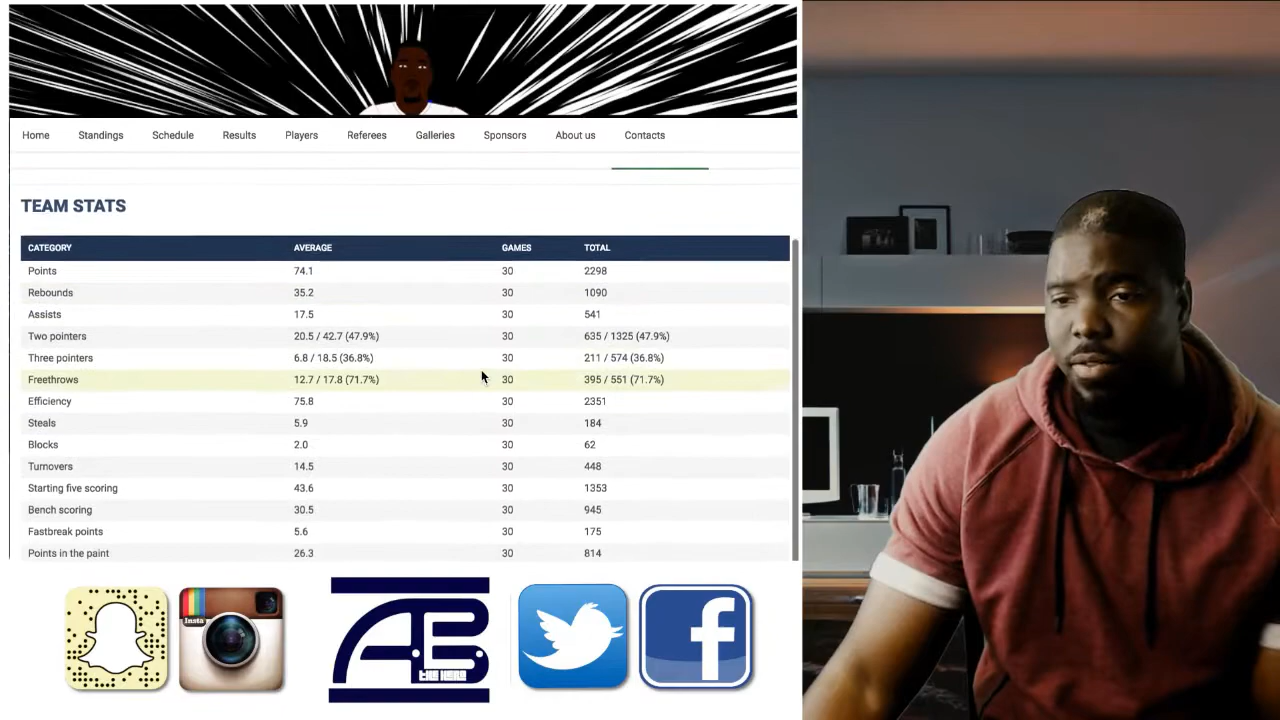 Home Standings Schedule Results Players Referees Galleries Sponsors About us Contacts
TEAM STATS
CATEGORY AVERAGE GAMES TOTAL
Points 74.1 30 2298
Rebounds 35.2 30 1090
Assists 17.5 30 541
Two pointers 20.5 / 42.7 (47.9%) 30 635 / 1325 (47.9%)
Three pointers 6.8 / 18.5 (36.8%) 30 211 / 574 (36.8%)
Freethrows 12.7 / 17.8 (71.7%) 30 395 / 551 (71.7%)
Efficiency 75.8 30 2351
Steals 5.9 30 184
Blocks 2.0 30 62
Turnovers 14.5 30 448
Starting five scoring 43.6 30 1353
Bench scoring 30.5 30 945
Fastbreak points 5.6 30 175
Points in the paint 26.3 30 814
Insta
AB
f